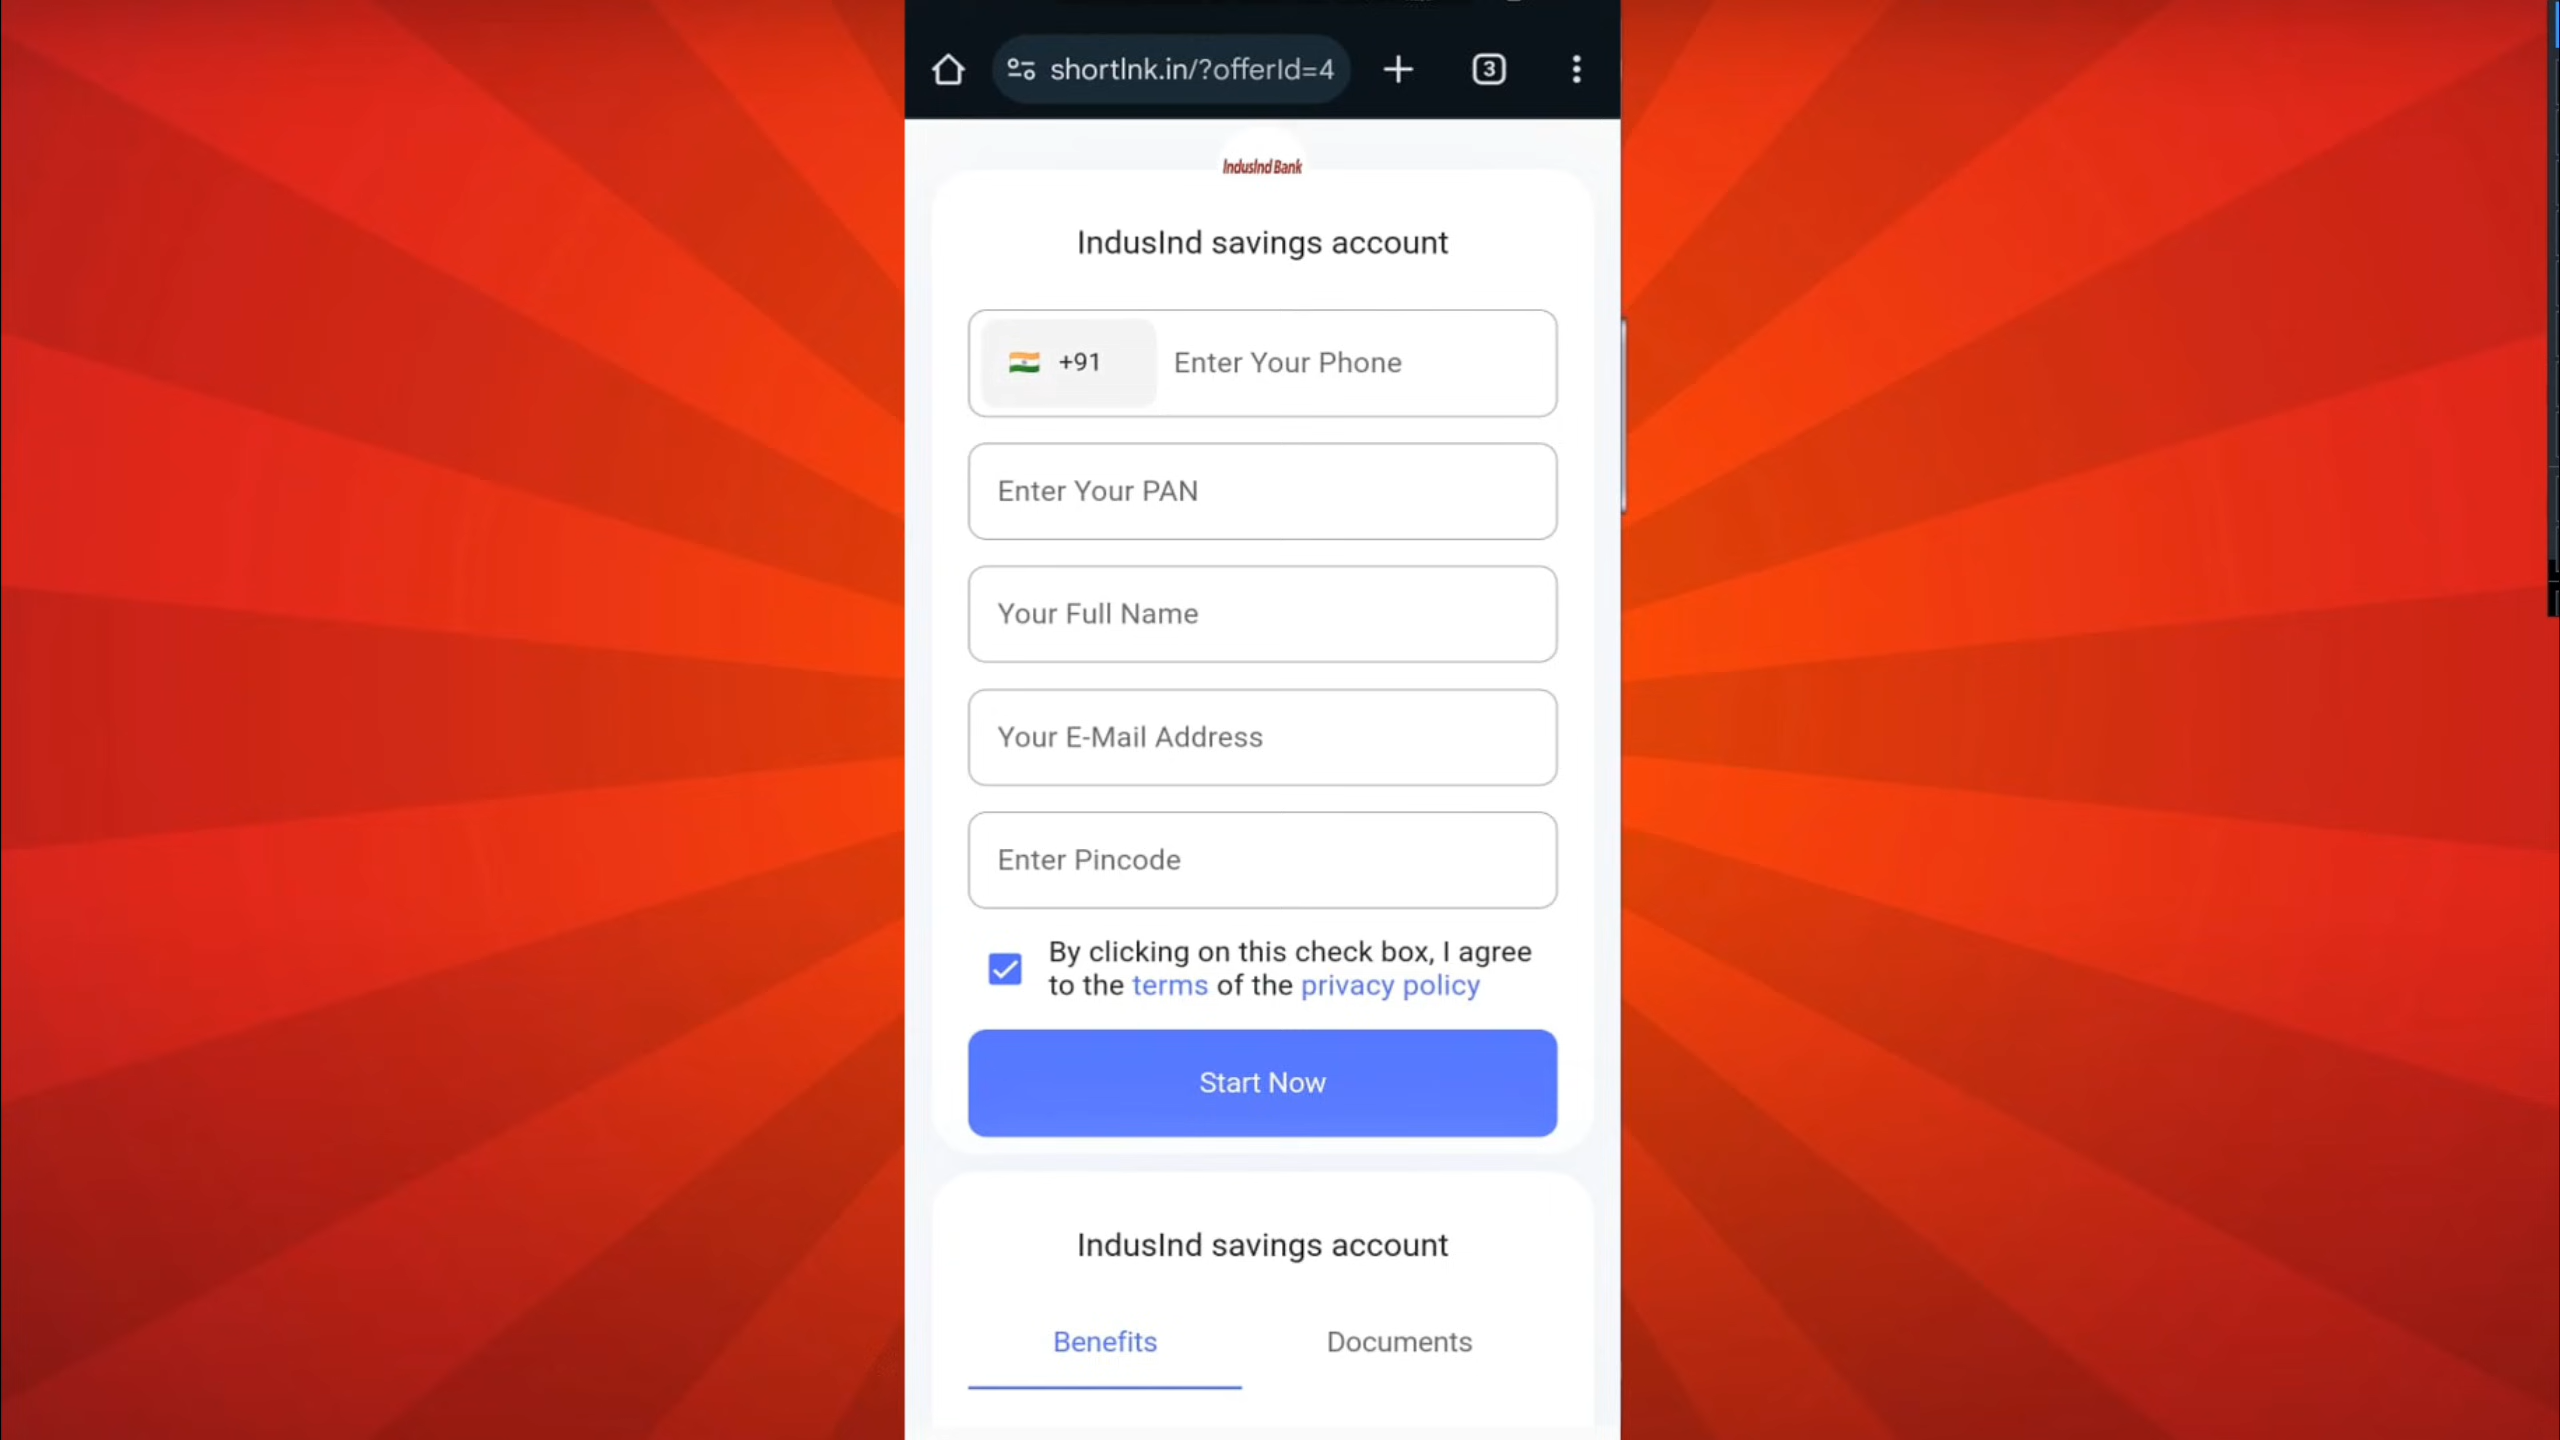 shortlnk.in/?offerId=4
3
IndusInd Bank
IndusInd savings account
+91
Enter Your Phone
Enter Your PAN
Your Full Name
Your E-Mail Address
Enter Pincode
By clicking on this check box, I agree
to the terms of the privacy policy
Start Now
IndusInd savings account
Benefits
Documents